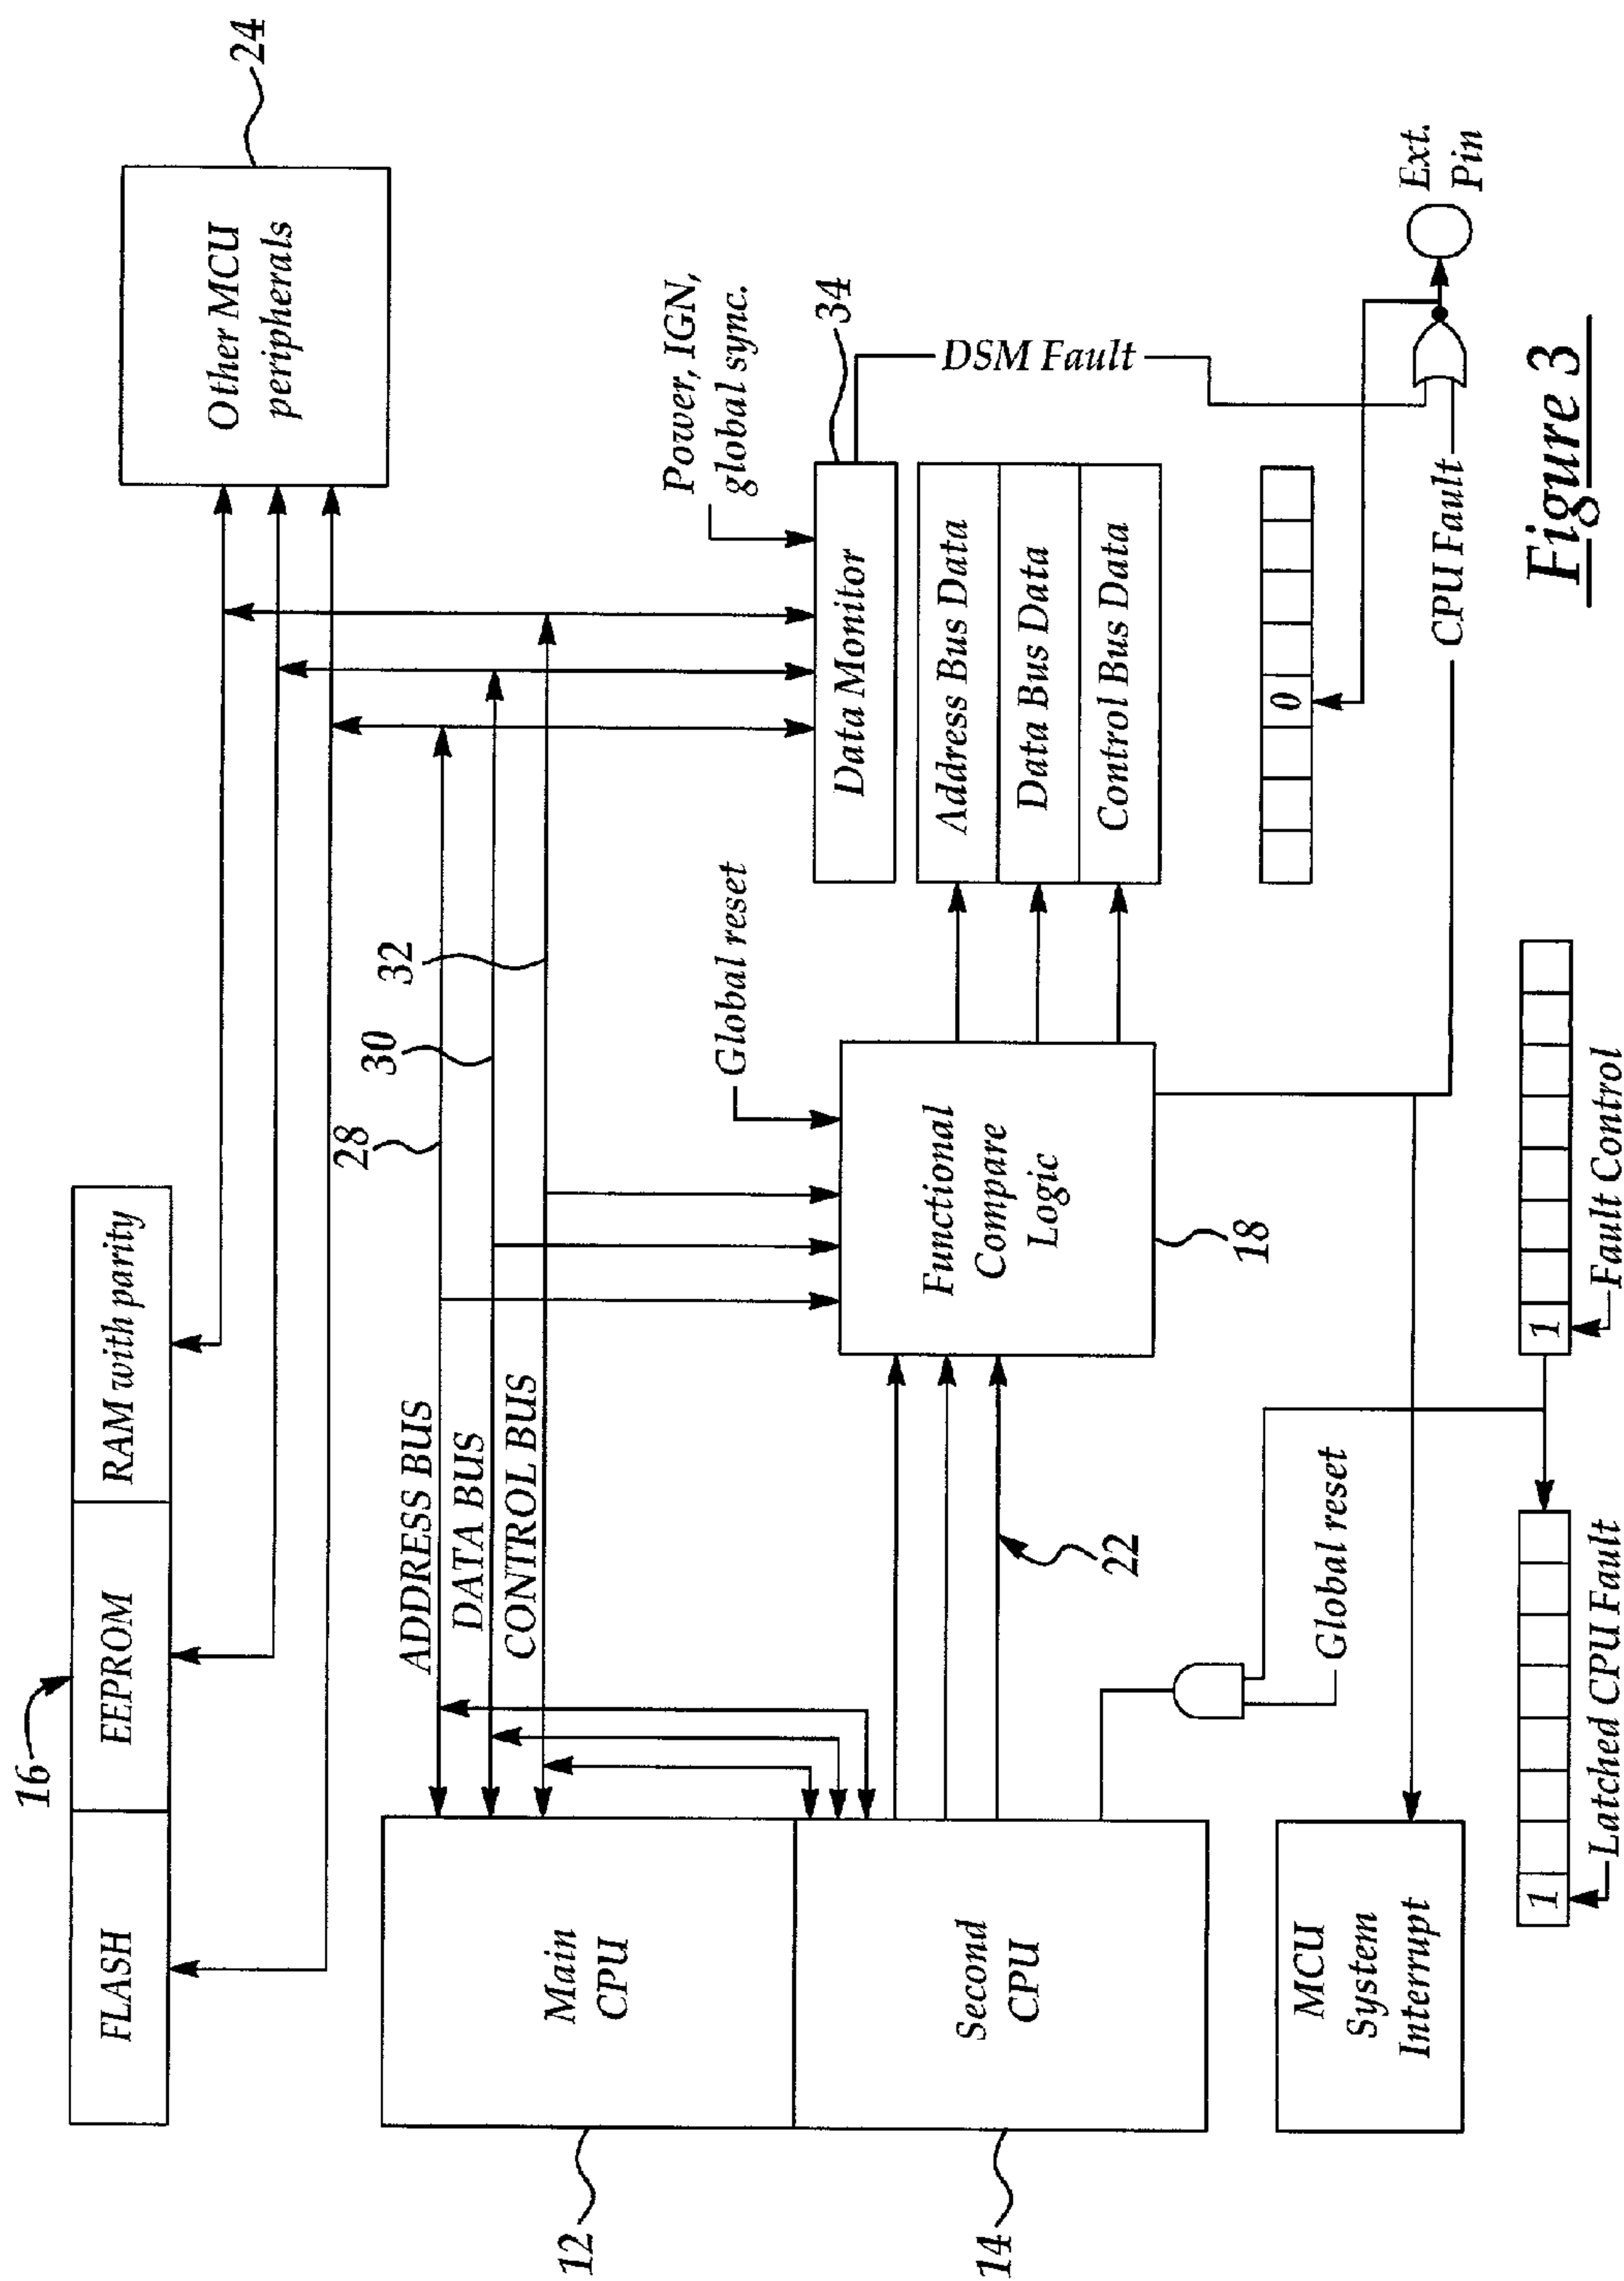 16
FLASH
EEPROM
RAM with parity
24
Other MCU
peripherals
ADDRESS BUS
DATA BUS
CONTROL BUS
28
30
32
12
Main
CPU
14
Second
CPU
22
Functional
Compare
Logic
18
Global reset
Power, IGN,
global sync.
34
Data Monitor
Address Bus Data
Data Bus Data
Control Bus Data
DSM Fault
0
CPU Fault
Ext.
Pin
Global reset
MCU
System
Interrupt
1
Latched CPU Fault
1
Fault Control
Figure 3